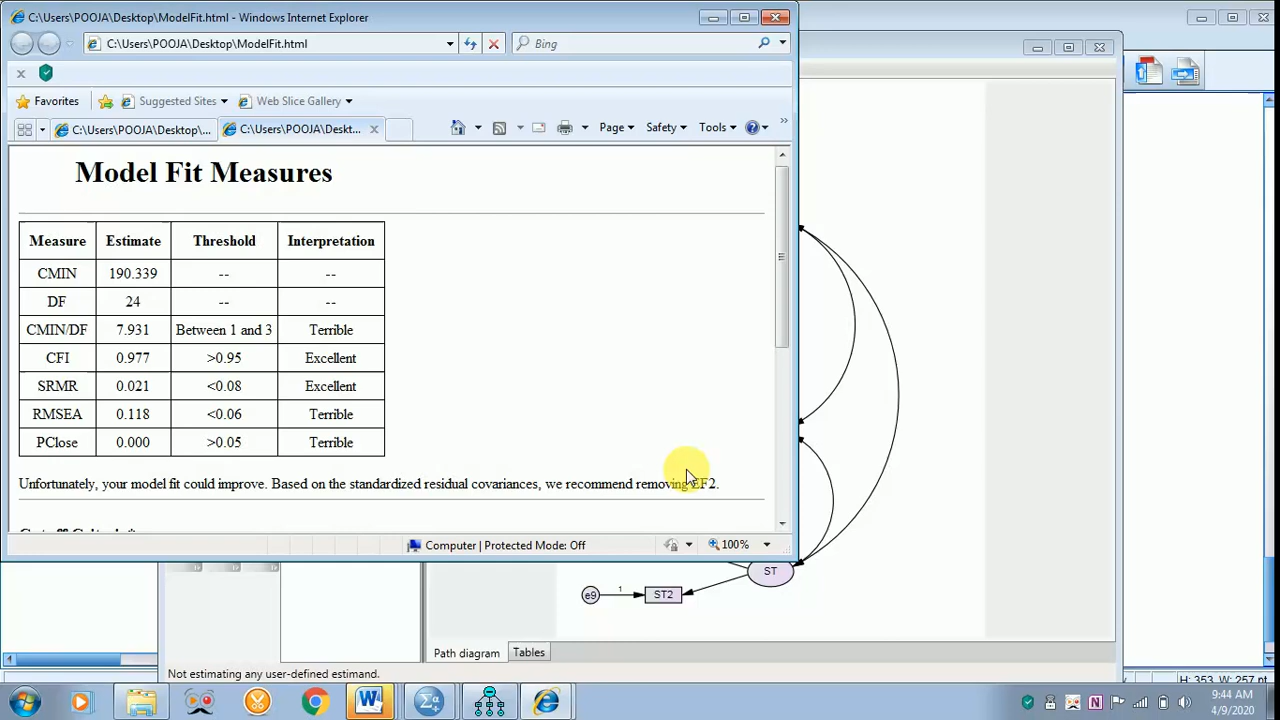 C:\Users\POOJA\Desktop\ModelFit.html - Windows Internet Explorer
C:\Users\POOJA\Desktop\ModelFit.html
Bing
Favorites
Suggested Sites
Web Slice Gallery
C:\Users\POOJA\Desktop\...
C:\Users\POOJA\Deskt...
Page
Safety
Tools
Model Fit Measures
Measure Estimate Threshold Interpretation
CMIN 190.339 -- --
DF 24 -- --
CMIN/DF 7.931 Between 1 and 3 Terrible
CFI 0.977 >0.95 Excellent
SRMR 0.021 <0.08 Excellent
RMSEA 0.118 <0.06 Terrible
PClose 0.000 >0.05 Terrible
Unfortunately, your model fit could improve. Based on the standardized residual covariances, we recommend removing EF2.
Computer | Protected Mode: Off
100%
ST
e9
1
ST2
Path diagram
Tables
Not estimating any user-defined estimand.
H: 353, W: 257 pt
9:44 AM
4/9/2020